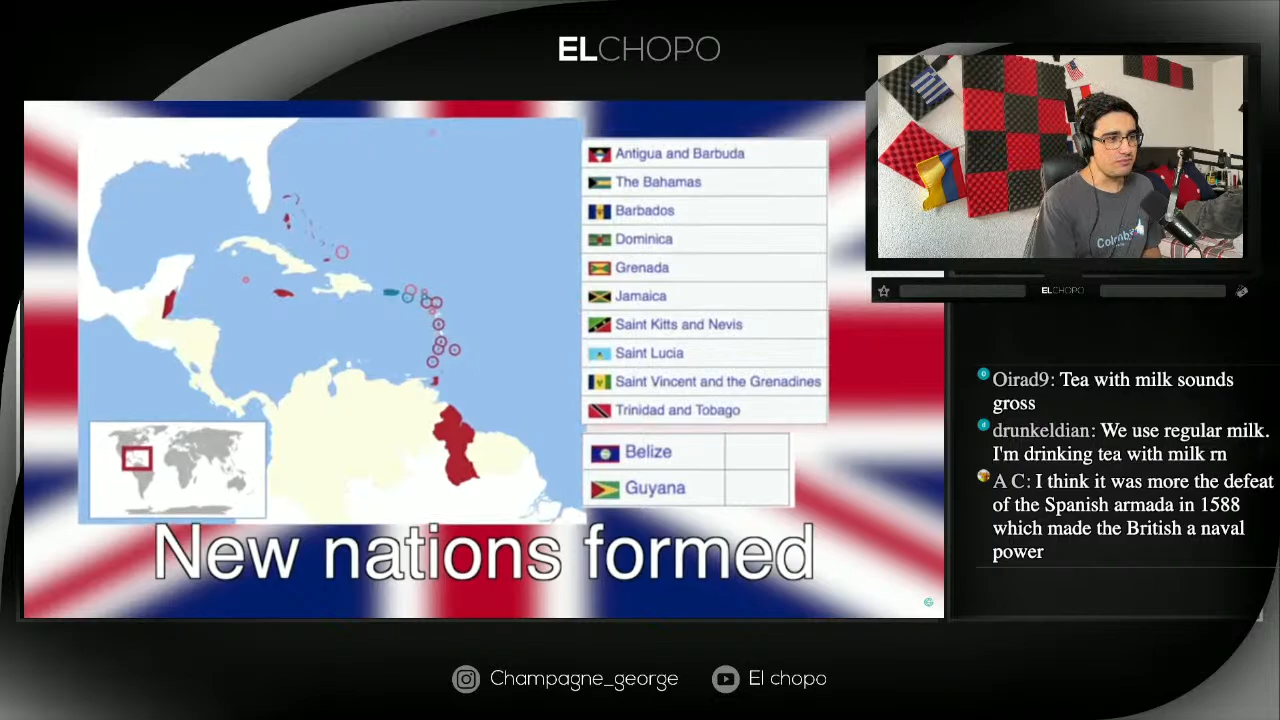 ELCHOPO
Antigua and Barbuda
The Bahamas
Barbados
Dominica
Grenada
Jamaica
Saint Kitts and Nevis
Saint Lucia
Saint Vincent and the Grenadines
Trinidad and Tobago
Belize
Guyana
New nations formed
ELCHOPO
Oirad9: Tea with milk sounds
gross
drunkeldian: We use regular milk.
I'm drinking tea with milk rn
A C: I think it was more the defeat
of the Spanish armada in 1588
which made the British a naval
power
Champagne_george
El chopo